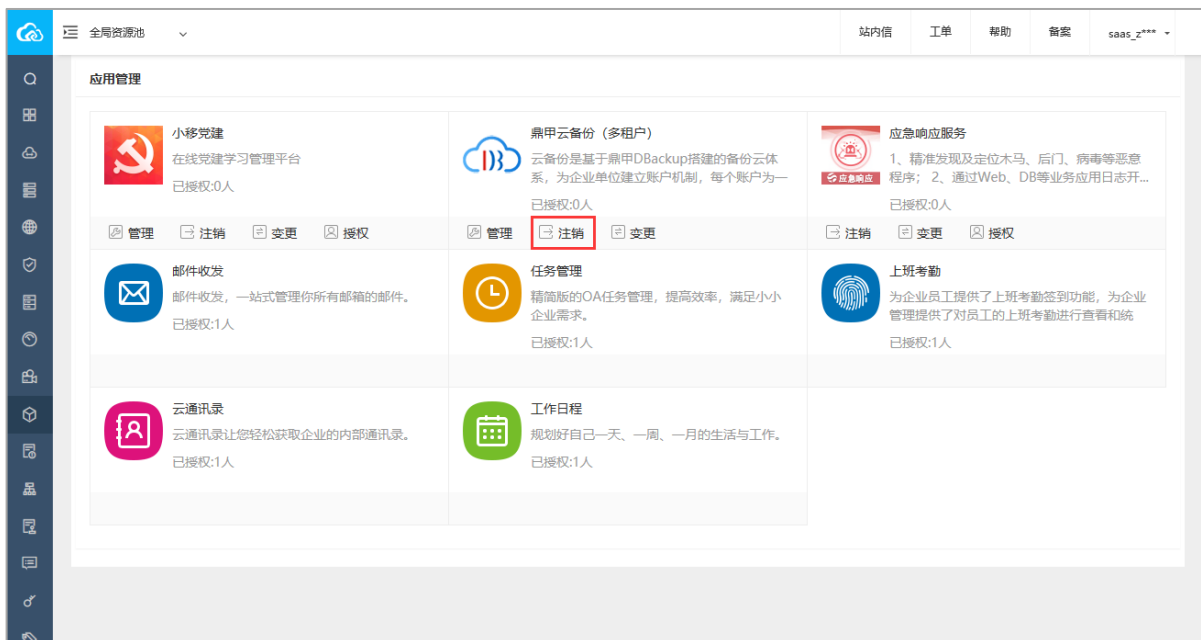 全局资源池
站内信
工单
帮助
备案
saas_z***
应用管理
小移党建
在线党建学习管理平台
已授权:0人
管理 注销 变更 授权
鼎甲云备份（多租户）
云备份是基于鼎甲DBackup搭建的备份云体
系，为企业单位建立账户机制，每个账户为一
已授权:0人
管理 注销 变更
应急响应
应急响应服务
1、精准发现及定位木马、后门、病毒等恶意
程序； 2、通过Web、DB等业务应用日志开...
已授权:0人
注销 变更 授权
邮件收发
邮件收发，一站式管理你所有邮箱的邮件。
已授权:1人
任务管理
精简版的OA任务管理，提高效率，满足小小
企业需求。
已授权:1人
上班考勤
为企业员工提供了上班考勤签到功能，为企业
管理提供了对员工的上班考勤进行查看和统
已授权:1人
云通讯录
云通讯录让您轻松获取企业的内部通讯录。
已授权:1人
工作日程
规划好自己一天、一周、一月的生活与工作。
已授权:1人